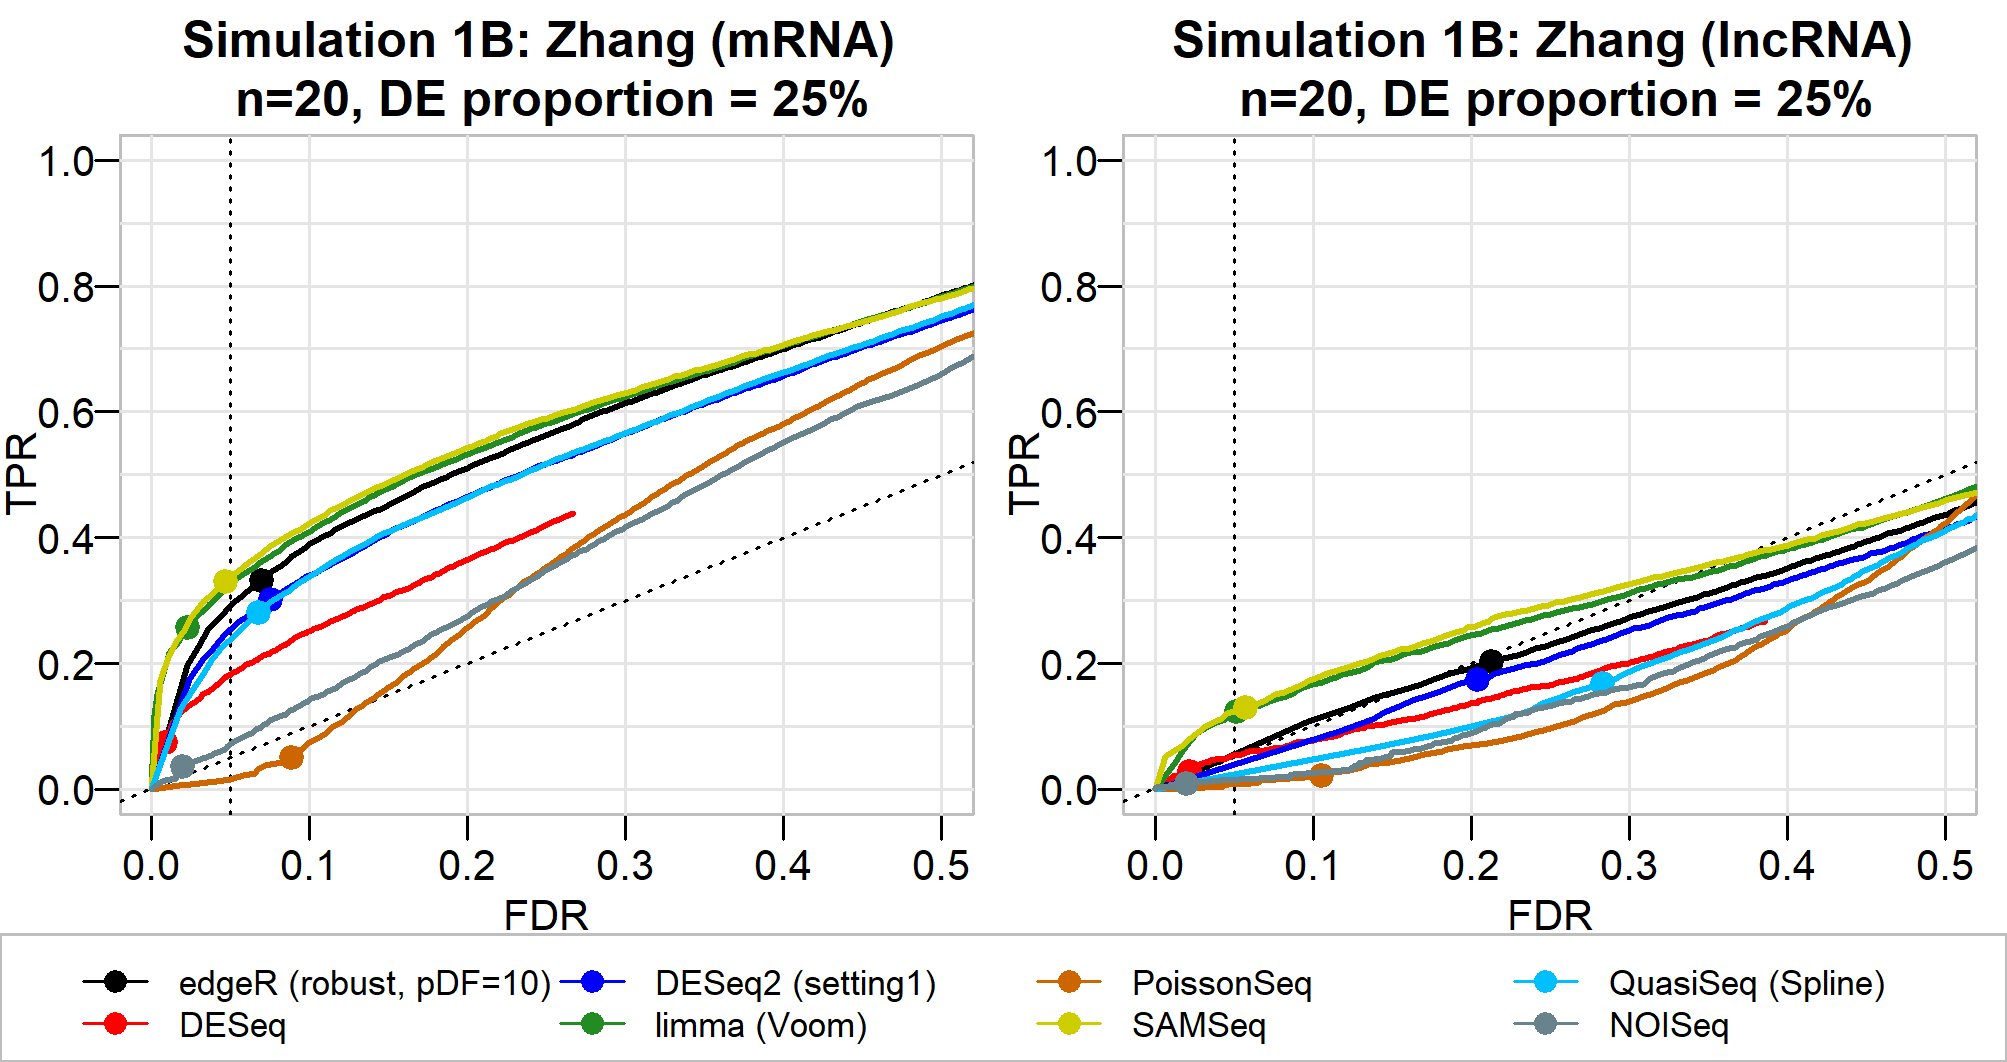 Simulation 1B: Zhang (mRNA)
n=20, DE proportion = 25%
1.0
0.8
0.6
0.4
0.2
0.0
TPR
0.0 0.1 0.2 0.3 0.4 0.5
FDR
Simulation 1B: Zhang (lncRNA)
n=20, DE proportion = 25%
1.0
0.8
0.6
0.4
0.2
0.0
TPR
0.0 0.1 0.2 0.3 0.4 0.5
FDR
edgeR (robust, pDF=10) DESeq2 (setting1) PoissonSeq QuasiSeq (Spline)
DESeq limma (Voom) SAMSeq NOISeq